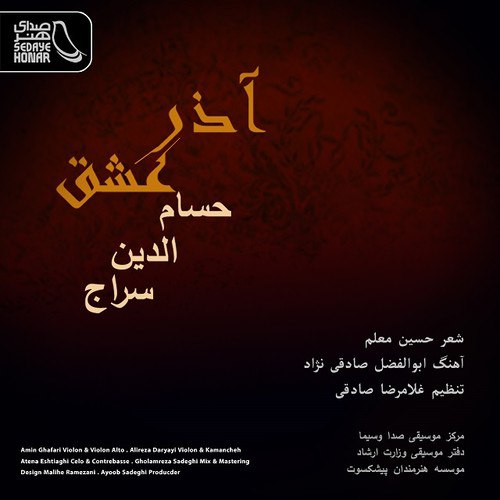 صدای
هنر
SEDAYE
HONAR
آذر
عشق
حسام
الدین
سراج
شعر حسین معلم
آهنگ ابوالفضل صادقی نژاد
تنظیم غلامرضا صادقی
مرکز موسیقی صدا وسیما
دفتر موسیقی وزارت ارشاد
موسسه هنرمندان پیشکسوت
Amin Ghafari Violon & Violon Alto . Alireza Daryayi Violon & Kamancheh
Atena Eshtiaghi Celo & Contrebasse . Gholamreza Sadeghi Mix & Mastering
Design Malihe Ramezani . Ayoob Sadeghi Producder